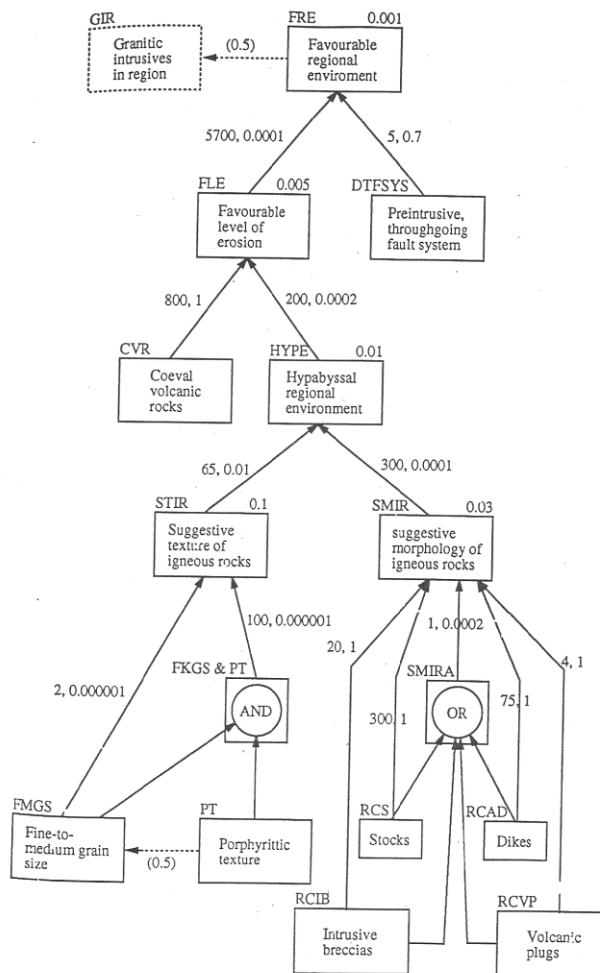 GIR
FRE
0.001
Granitic
intrusives
in region
(0.5)
Favourable
regional
enviroment
5700, 0.0001
5, 0.7
FLE
0.005
DTFSYS
Favourable
level of
erosion
Preintrusive,
throughgoing
fault system
800, 1
200, 0.0002
CVR
HYPE
0.01
Coeval
volcanic
rocks
Hypabyssal
regional
environment
65, 0.01
300, 0.0001
STIR
0.1
SMIR
0.03
Suggestive
texture of
igneous rocks
suggestive
morphology of
igneous rocks
100, 0.000001
20, 1
1, 0.0002
4, 1
2, 0.000001
FKGS & PT
SMIRA
75, 1
AND
OR
300, 1
FMGS
PT
RCS
RCAD
Fine-to-
medium grain
size
(0.5)
Porphyrittic
texture
Stocks
Dikes
RCIB
RCVP
Intrusive
breccias
Volcanic
plugs